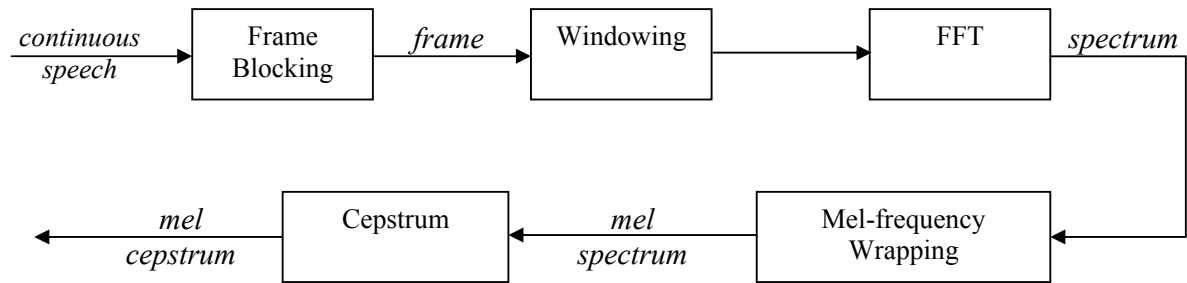 continuous
speech
Frame
Blocking
frame
Windowing
FFT
spectrum
Mel-frequency
Wrapping
mel
spectrum
Cepstrum
mel
cepstrum